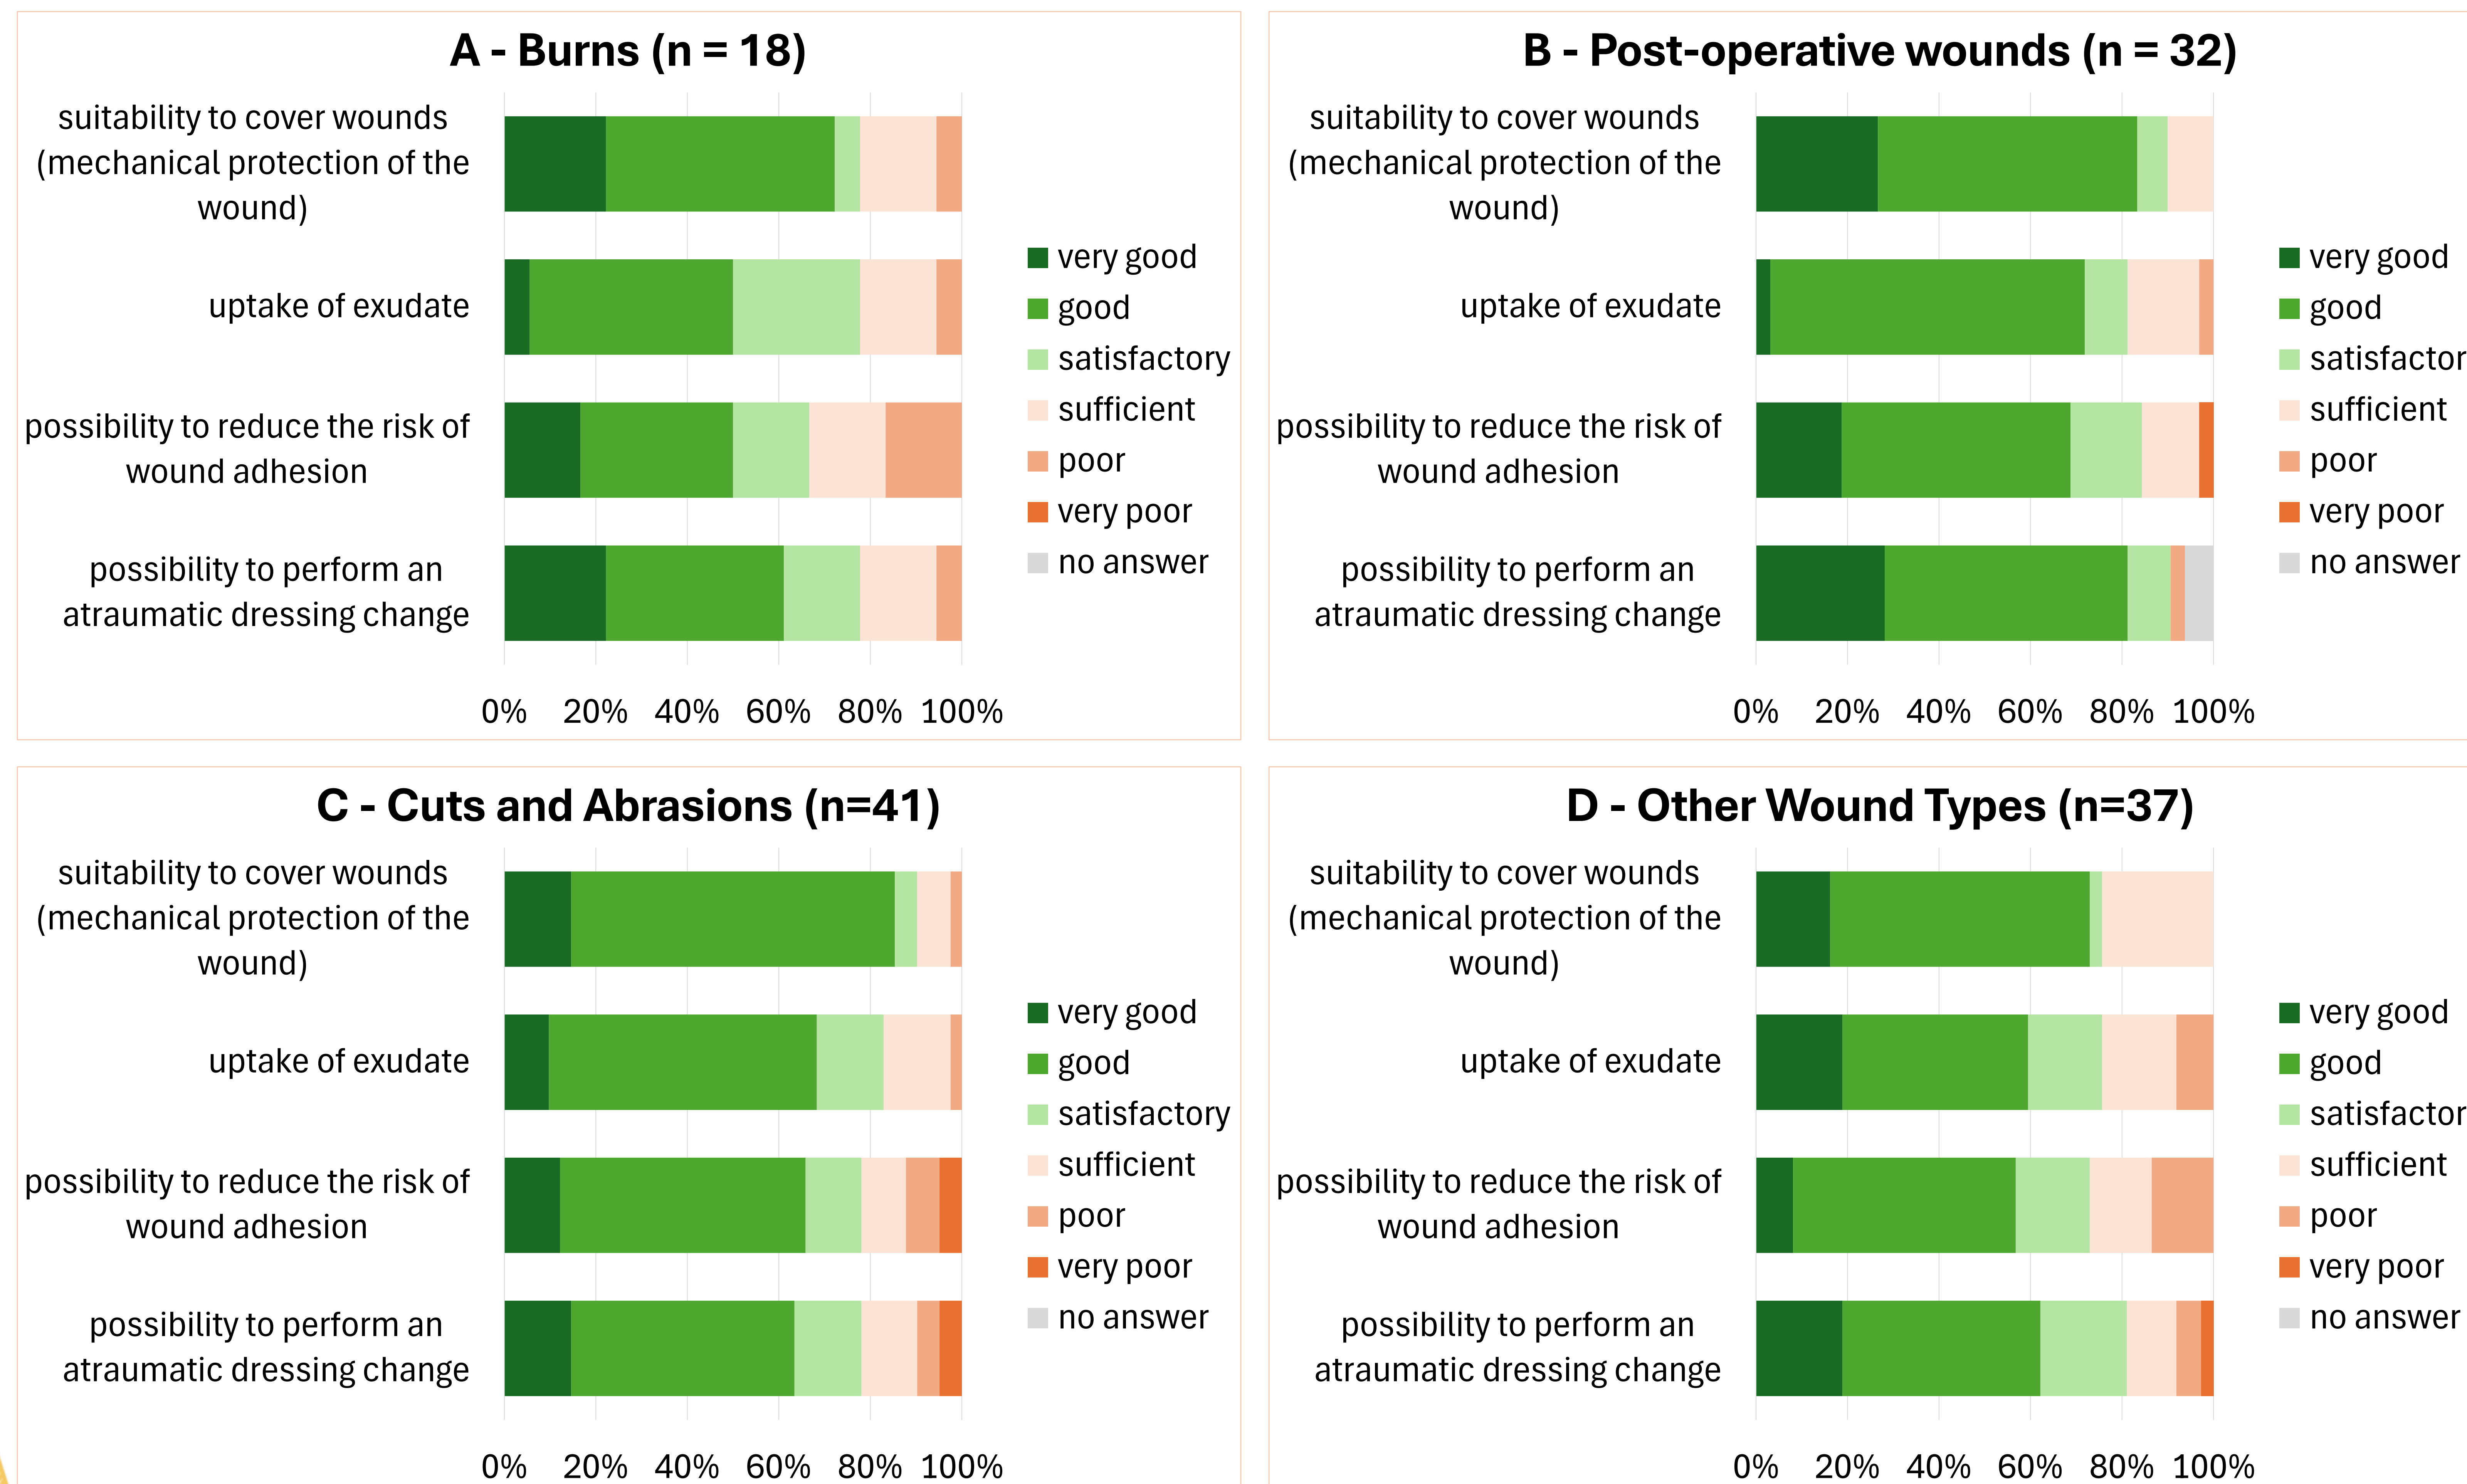 A - Burns (n = 18)
suitability to cover wounds
(mechanical protection of the
wound)
uptake of exudate
possibility to reduce the risk of
wound adhesion
possibility to perform an
atraumatic dressing change
0% 20% 40% 60% 80% 100%
very good
good
satisfactory
sufficient
poor
very poor
no answer
B - Post-operative wounds (n = 32)
suitability to cover wounds
(mechanical protection of the
wound)
uptake of exudate
possibility to reduce the risk of
wound adhesion
possibility to perform an
atraumatic dressing change
0% 20% 40% 60% 80% 100%
very good
good
satisfactor
sufficient
poor
very poor
no answer
C - Cuts and Abrasions (n=41)
suitability to cover wounds
(mechanical protection of the
wound)
uptake of exudate
possibility to reduce the risk of
wound adhesion
possibility to perform an
atraumatic dressing change
0% 20% 40% 60% 80% 100%
very good
good
satisfactory
sufficient
poor
very poor
no answer
D - Other Wound Types (n=37)
suitability to cover wounds
(mechanical protection of the
wound)
uptake of exudate
possibility to reduce the risk of
wound adhesion
possibility to perform an
atraumatic dressing change
0% 20% 40% 60% 80% 100%
very good
good
satisfactor
sufficient
poor
very poor
no answer